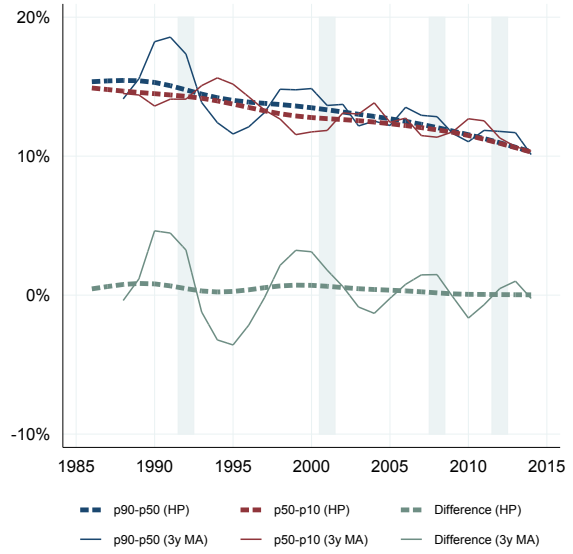 20%
10%
0%
-10%
1985 1990 1995 2000 2005 2010 2015
p90-p50 (HP) p50-p10 (HP) Difference (HP)
p90-p50 (3y MA) p50-p10 (3y MA) Difference (3y MA)